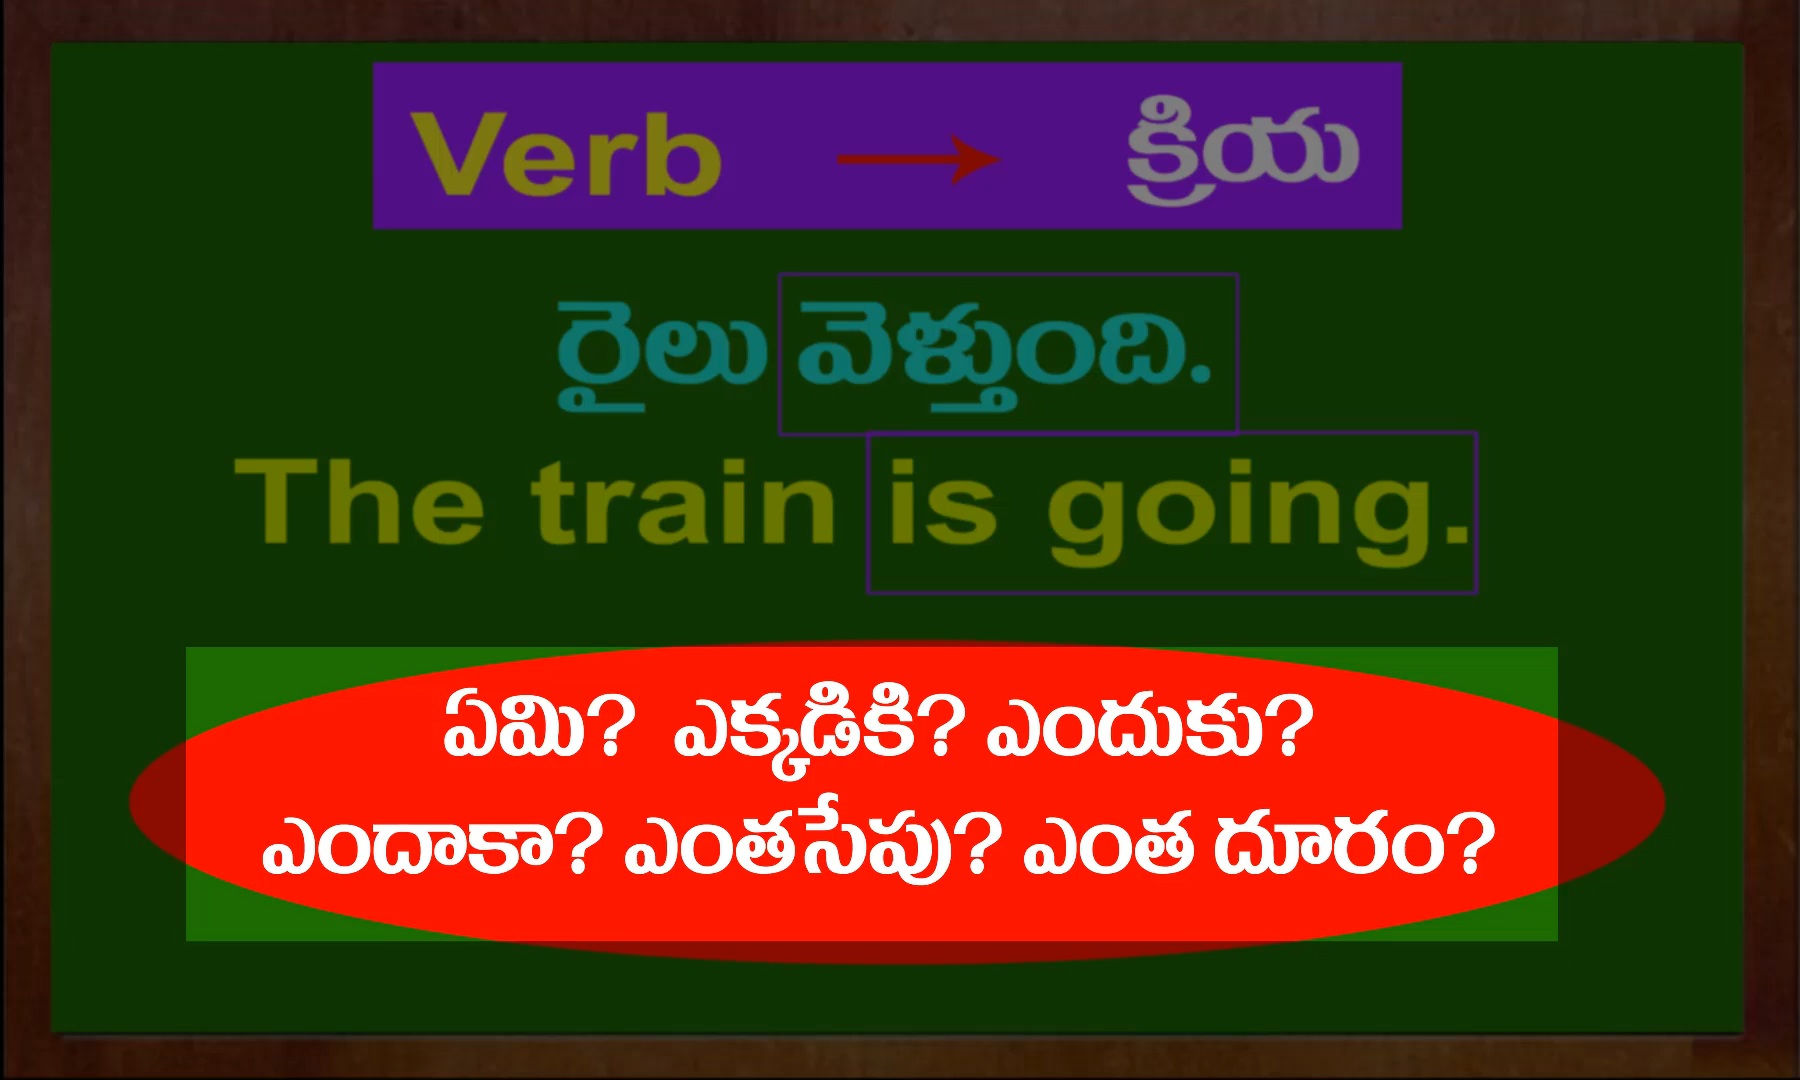 Verb → క్రియ
రైలు వెళ్తుంది.
The train is going.
ఏమి? ఎక్కడికి? ఎందుకు?
ఎందాకా? ఎంతసేపు? ఎంత దూరం?